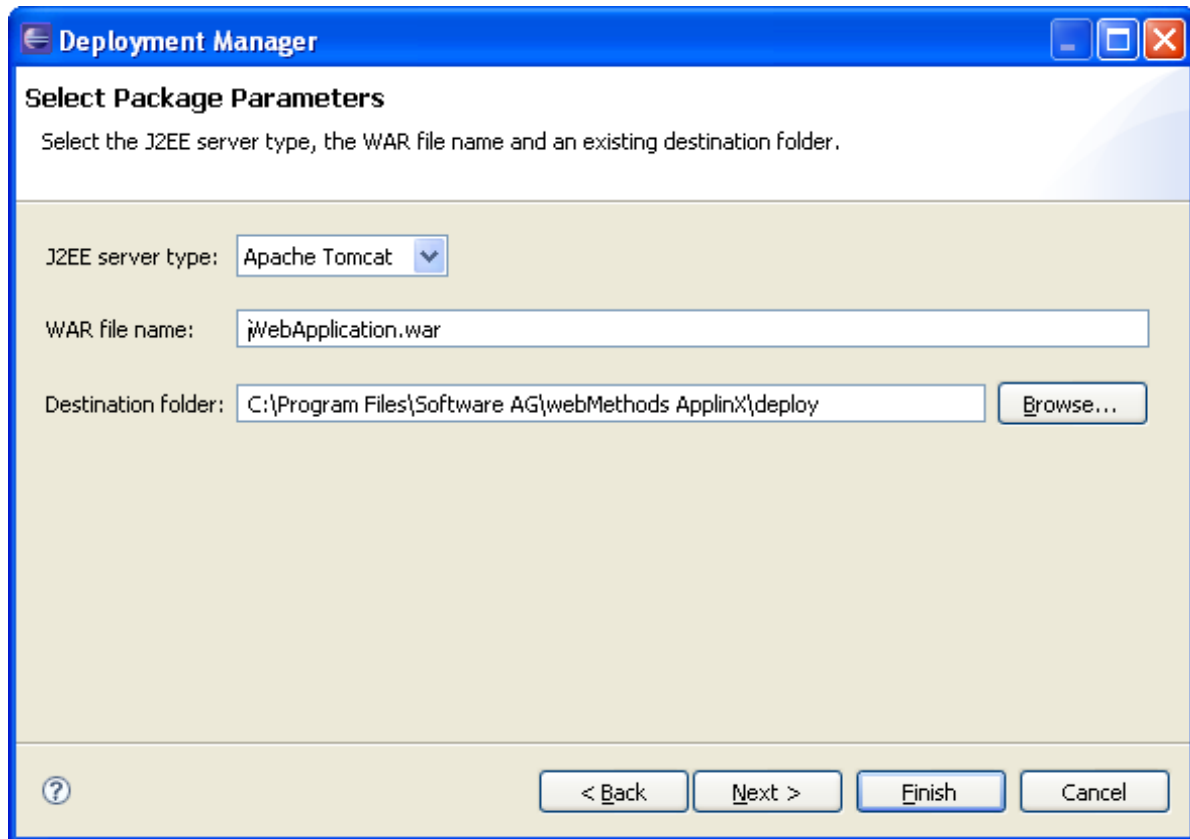 Deployment Manager
Select Package Parameters
Select the J2EE server type, the WAR file name and an existing destination folder.
J2EE server type: Apache Tomcat
WAR file name: jWebApplication.war
Destination folder: C:\Program Files\Software AG\webMethods ApplinX\deploy Browse...
? < Back Next > Finish Cancel